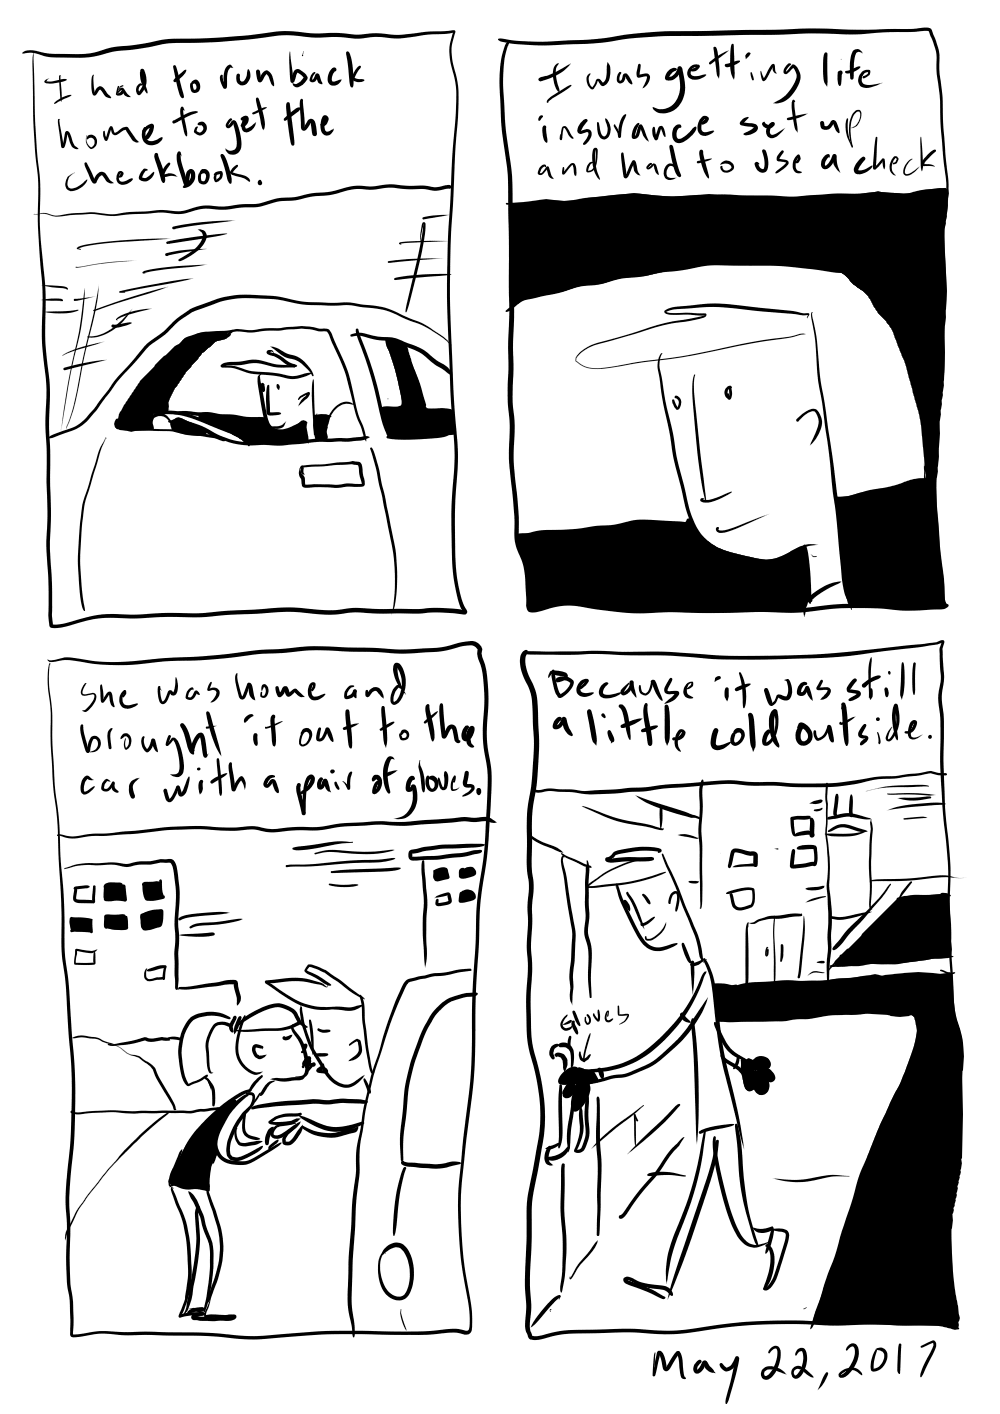 I had to run back
home to get the
checkbook.
I was getting life
insurance set up
and had to use a check
She was home and
brought it out to the
car with a pair of gloves.
Because it was still
a little cold outside.
Gloves
May 22, 2017